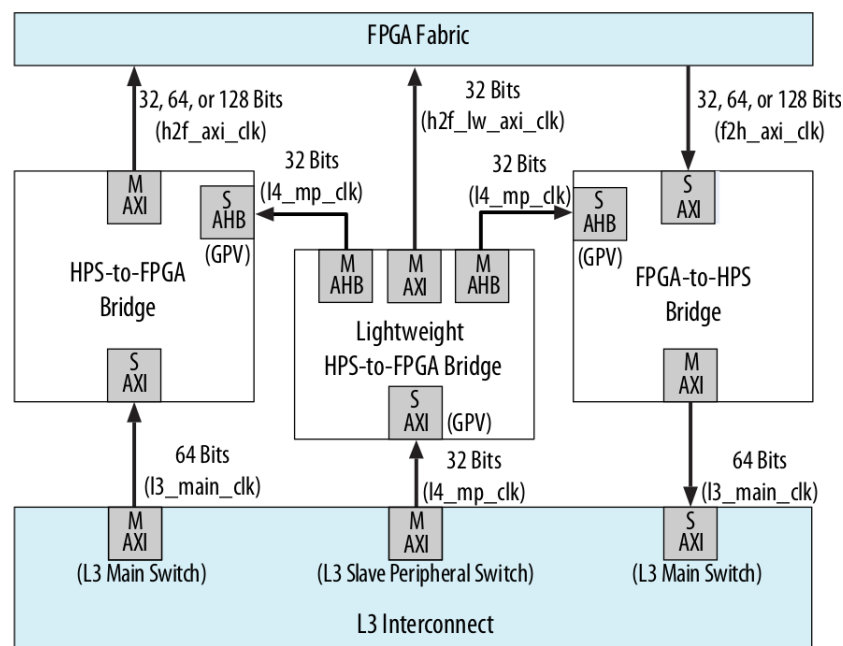 FPGA Fabric
32, 64, or 128 Bits
(h2f_axi_clk)
32 Bits
(h2f_lw_axi_clk)
32, 64, or 128 Bits
(f2h_axi_clk)
32 Bits
(l4_mp_clk)
32 Bits
(l4_mp_clk)
M
AXI
S
AHB
(GPV)
HPS-to-FPGA
Bridge
S
AXI
M
AHB
M
AXI
M
AHB
Lightweight
HPS-to-FPGA Bridge
S
AXI
(GPV)
S
AHB
(GPV)
S
AXI
FPGA-to-HPS
Bridge
M
AXI
64 Bits
(l3_main_clk)
32 Bits
(l4_mp_clk)
64 Bits
(l3_main_clk)
M
AXI
(L3 Main Switch)
M
AXI
(L3 Slave Peripheral Switch)
S
AXI
(L3 Main Switch)
L3 Interconnect